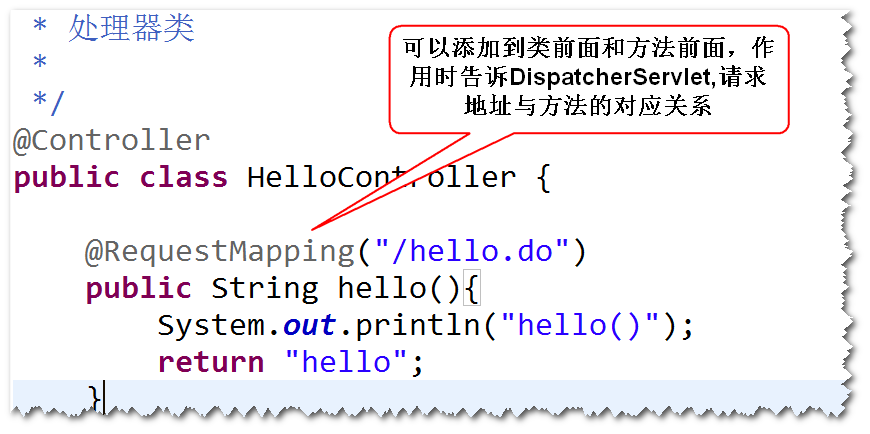 * 处理器类
*
*/
可以添加到类前面和方法前面，作
用时告诉DispatcherServlet,请求
地址与方法的对应关系
@Controller
public class HelloController {
@RequestMapping("/hello.do")
public String hello(){
System.out.println("hello()");
return "hello";
}